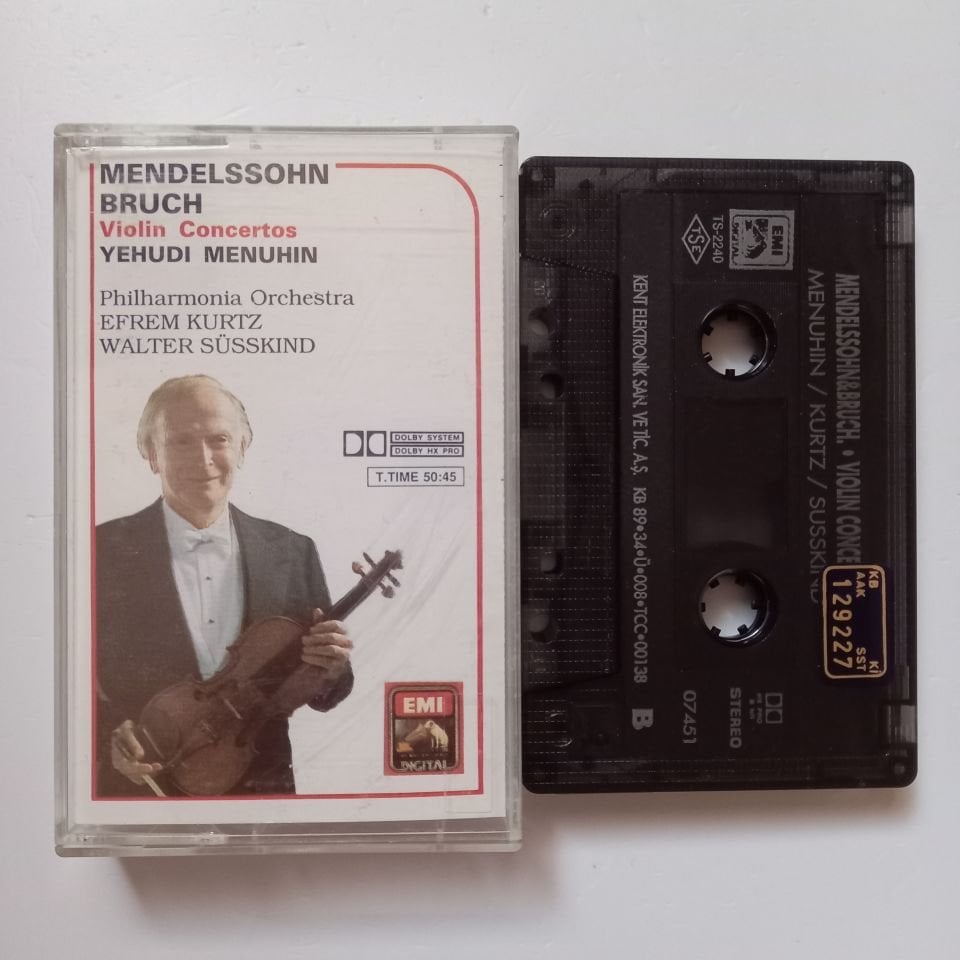 MENDELSSOHN
BRUCH
Violin Concertos
YEHUDI MENUHIN
Philharmonia Orchestra
EFREM KURTZ
WALTER SÜSSKIND
DOLBY SYSTEM
DOLBY HX PRO
T.TIME 50:45
EMI
DIGITAL
MENDELSSOHN&BRUCH. • VIOLIN CONCE
MENUHIN / KURTZ / SUSSKIND
EMI
DIGITAL
TS-2240
TSE
KENT ELEKTRONİK SAN. VE TİC. A.Ş. KB 89•34•Ü•008•TCC•00138
B
STEREO
07451
KB Kİ
AAK SST
129227